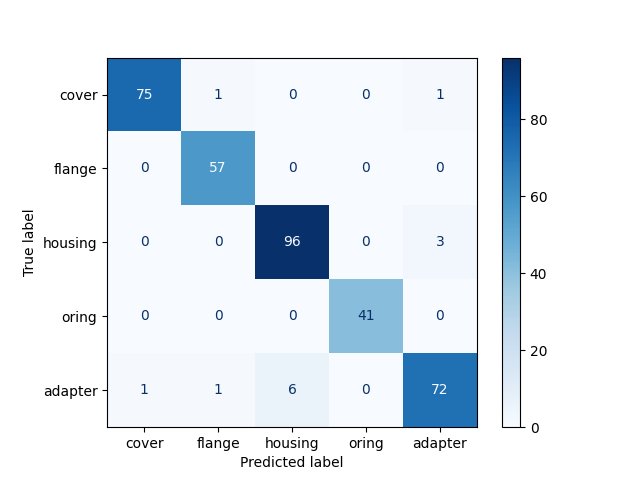 cover 75 1 0 0 1
flange 0 57 0 0 0
housing 0 0 96 0 3
oring 0 0 0 41 0
adapter 1 1 6 0 72
cover flange housing oring adapter
Predicted label
True label
80
60
40
20
0